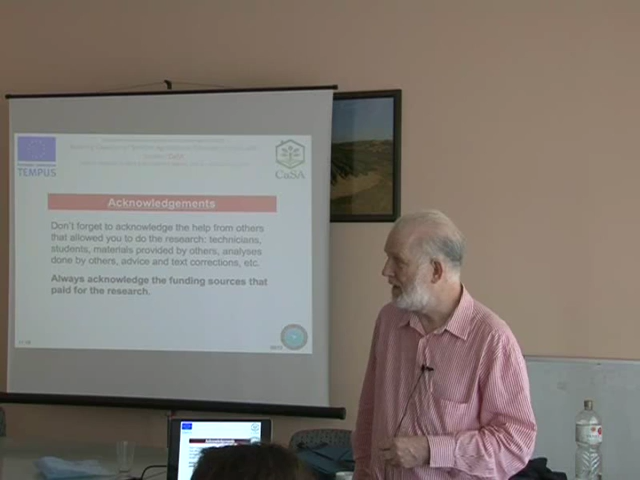 TEMPUS
CaSA
Acknowledgements
Don't forget to acknowledge the help from others
that allowed you to do the research: technicians,
students, materials provided by others, analyses
done by others, advice and text corrections, etc.
Always acknowledge the funding sources that
paid for the research.